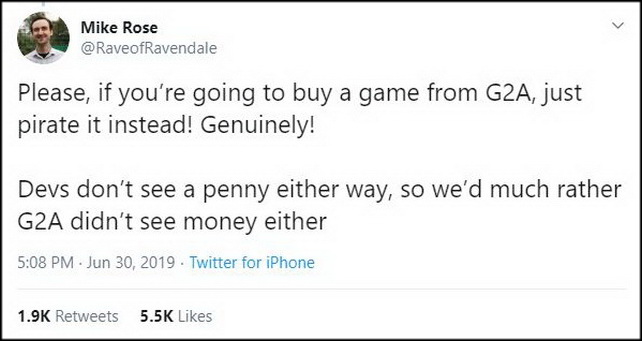 Mike Rose
@RaveofRavendale
Please, if you're going to buy a game from G2A, just
pirate it instead! Genuinely!
Devs don't see a penny either way, so we'd much rather
G2A didn't see money either
5:08 PM · Jun 30, 2019 · Twitter for iPhone
1.9K Retweets 5.5K Likes